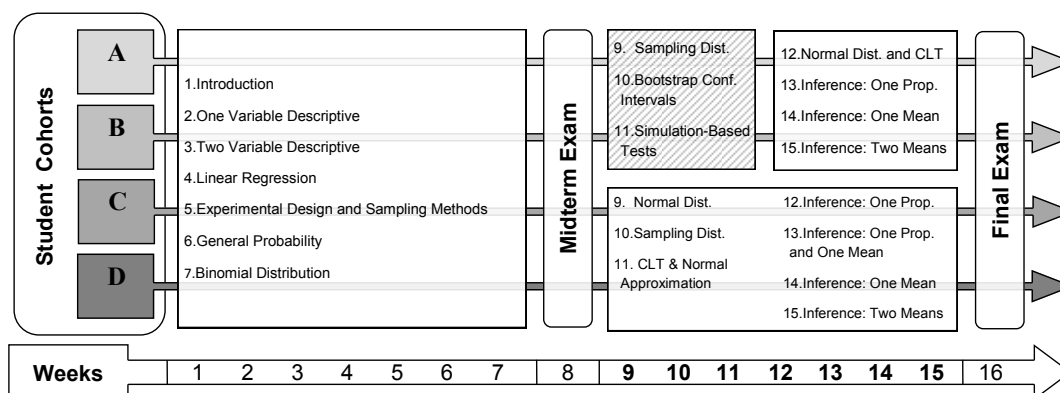 Student Cohorts
A
B
C
D
1.Introduction
2.One Variable Descriptive
3.Two Variable Descriptive
4.Linear Regression
5.Experimental Design and Sampling Methods
6.General Probability
7.Binomial Distribution
Midterm Exam
9. Sampling Dist.
10.Bootstrap Conf.
Intervals
11.Simulation-Based
Tests
12.Normal Dist. and CLT
13.Inference: One Prop.
14.Inference: One Mean
15.Inference: Two Means
9. Normal Dist.
10.Sampling Dist.
11. CLT & Normal
Approximation
12.Inference: One Prop.
13.Inference: One Prop.
and One Mean
14.Inference: One Mean
15.Inference: Two Means
Final Exam
Weeks 1 2 3 4 5 6 7 8 9 10 11 12 13 14 15 16